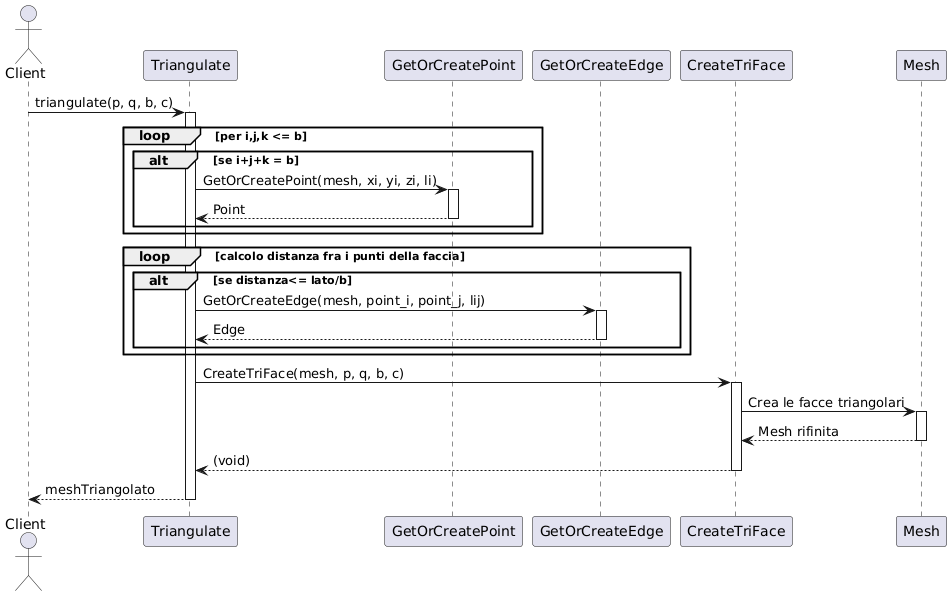 Client
Triangulate
GetOrCreatePoint
GetOrCreateEdge
CreateTriFace
Mesh
triangulate(p, q, b, c)
loop [per i,j,k <= b]
alt [se i+j+k = b]
GetOrCreatePoint(mesh, xi, yi, zi, li)
Point
loop [calcolo distanza fra i punti della faccia]
alt [se distanza<= lato/b]
GetOrCreateEdge(mesh, point_i, point_j, lij)
Edge
CreateTriFace(mesh, p, q, b, c)
Crea le facce triangolari
Mesh rifinita
(void)
meshTriangolato
Client
Triangulate
GetOrCreatePoint
GetOrCreateEdge
CreateTriFace
Mesh